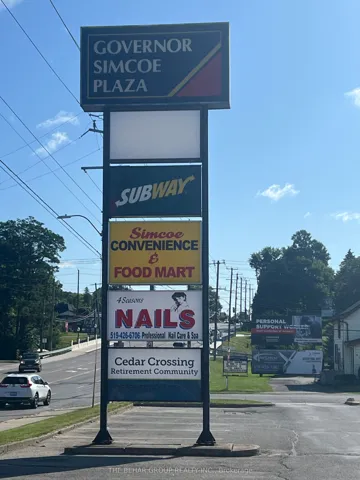 GOVERNOR
SIMCOE
PLAZA
SUBWAY
Simcoe
CONVENIENCE
&
FOOD MART
4 Seasons
NAILS
519-426-6706 Professional Nail Care & Spa
Cedar Crossing
Retirement Community
PERSONAL
SUPPORT
THE BEHAR GROUP REALTY INC., Brokerage